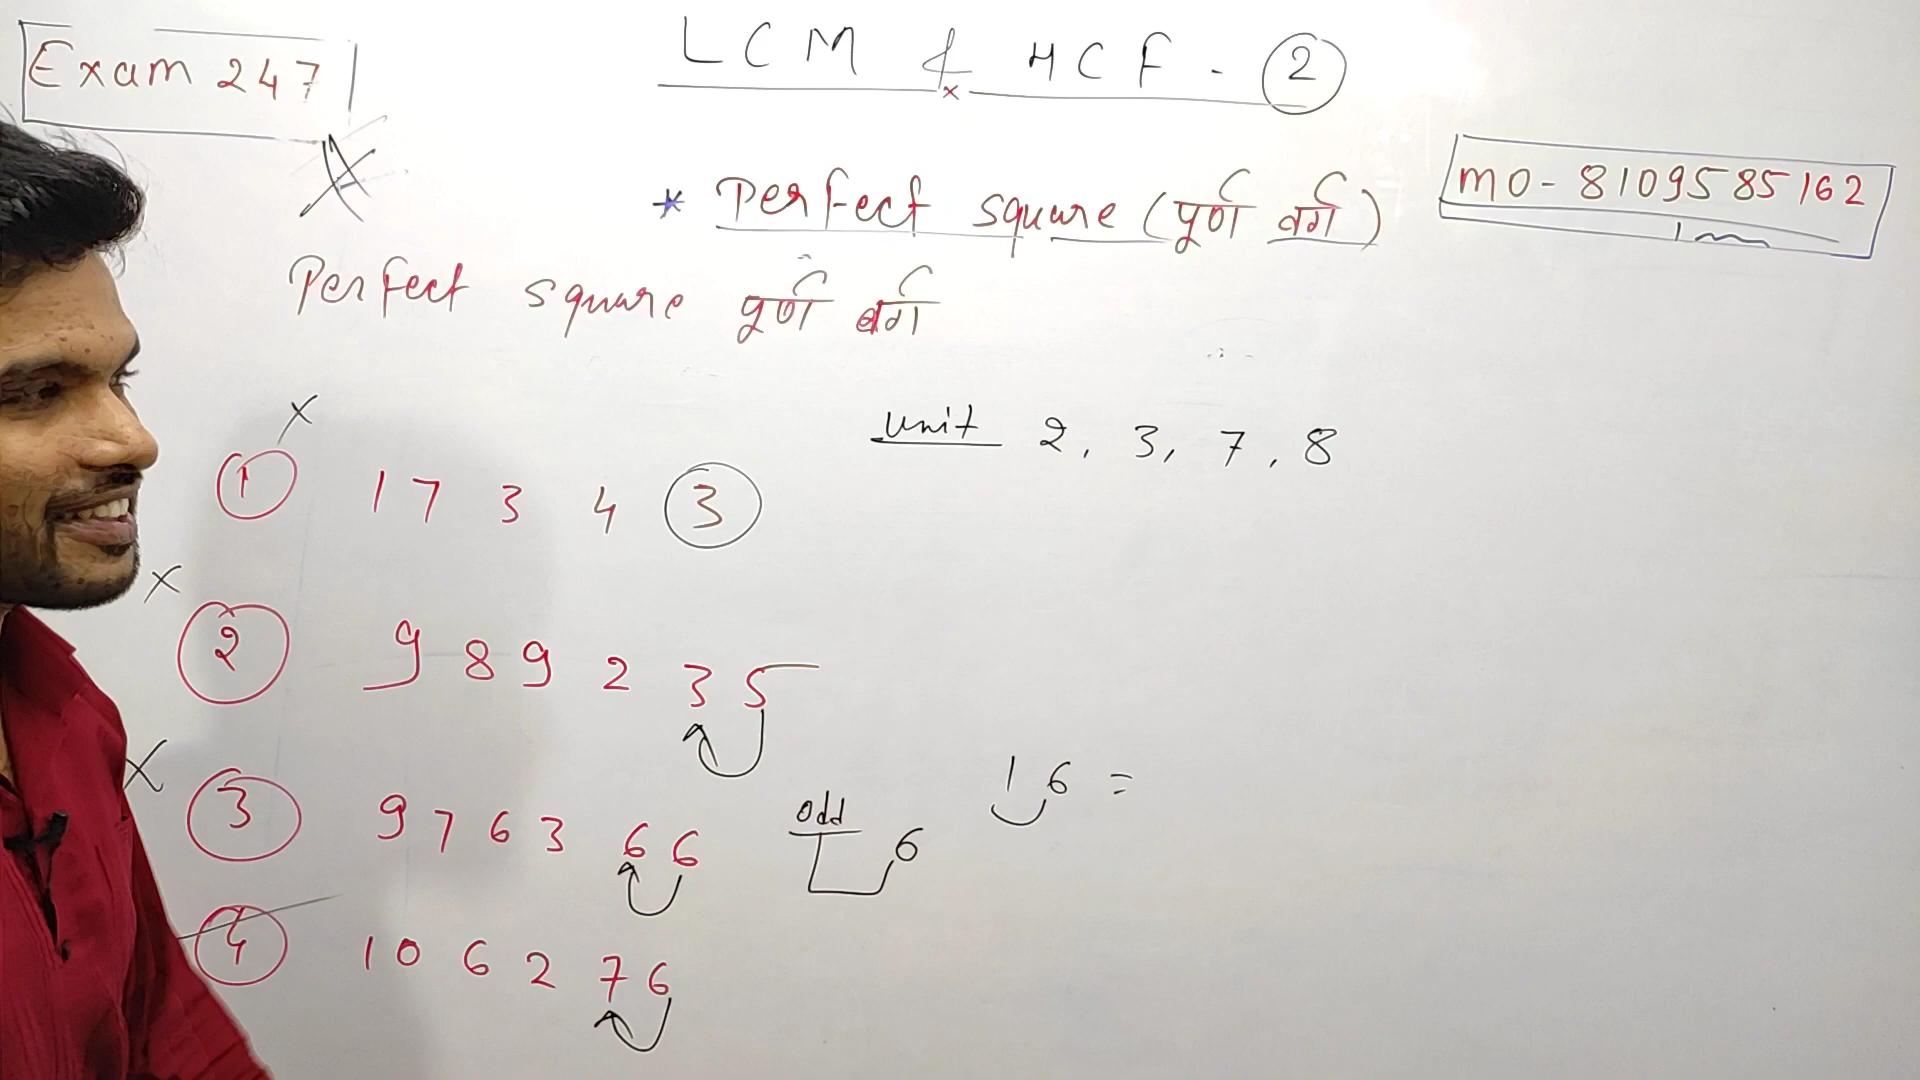 Exam 247
LCM & HCF - 2
* Perfect square (पूर्ण वर्ग)
MO - 8109585162
Perfect square पूर्ण वर्ग
Unit 2, 3, 7, 8
1 17343
2 989235
3 976366
odd
6
16 =
4 106276